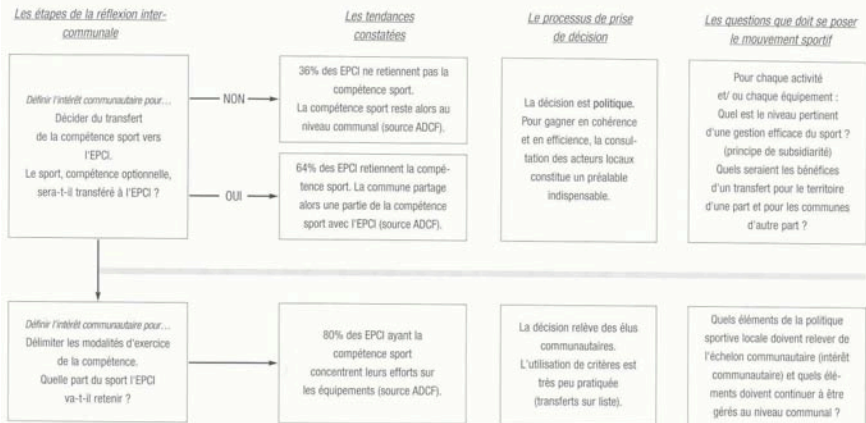 Les étapes de la réflexion inter-
communale
Les tendances
constatées
Le processus de prise
de décision
Les questions que doit se poser
le mouvement sportif
Définir l'intérêt communautaire pour...
Décider du transfert
de la compétence sport vers
l'EPCI.
Le sport, compétence optionnelle,
sera-t-il transféré à l'EPCI ?
NON
36% des EPCI ne retiennent pas la
compétence sport.
La compétence sport reste alors au
niveau communal (source ADCF).
OUI
64% des EPCI retiennent la compé-
tence sport. La commune partage
alors une partie de la compétence
sport avec l'EPCI (source ADCF).
La décision est politique.
Pour gagner en cohérence
et en efficience, la consul-
tation des acteurs locaux
constitue un préalable
indispensable.
Pour chaque activité
et/ ou chaque équipement :
Quel est le niveau pertinent
d'une gestion efficace du sport ?
(principe de subsidiarité)
Quels seraient les bénéfices
d'un transfert pour le territoire
d'une part et pour les communes
d'autre part ?
Définir l'intérêt communautaire pour...
Délimiter les modalités d'exercice
de la compétence.
Quelle part du sport l'EPCI
va-t-il retenir ?
80% des EPCI ayant la
compétence sport
concentrent leurs efforts sur
les équipements (source ADCF).
La décision relève des élus
communautaires.
L'utilisation de critères est
très peu pratiquée
(transferts sur liste).
Quels éléments de la politique
sportive locale doivent relever de
l'échelon communautaire (intérêt
communautaire) et quels élé-
ments doivent continuer à être
gérés au niveau communal ?